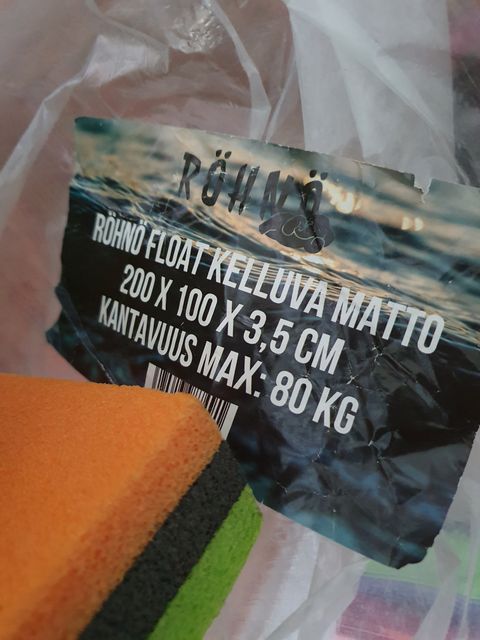 RÖHNÖ
RÖHNÖ FLOAT KELLUVA MATTO
200 X 100 X 3,5 CM
KANTAVUUS MAX: 80 KG